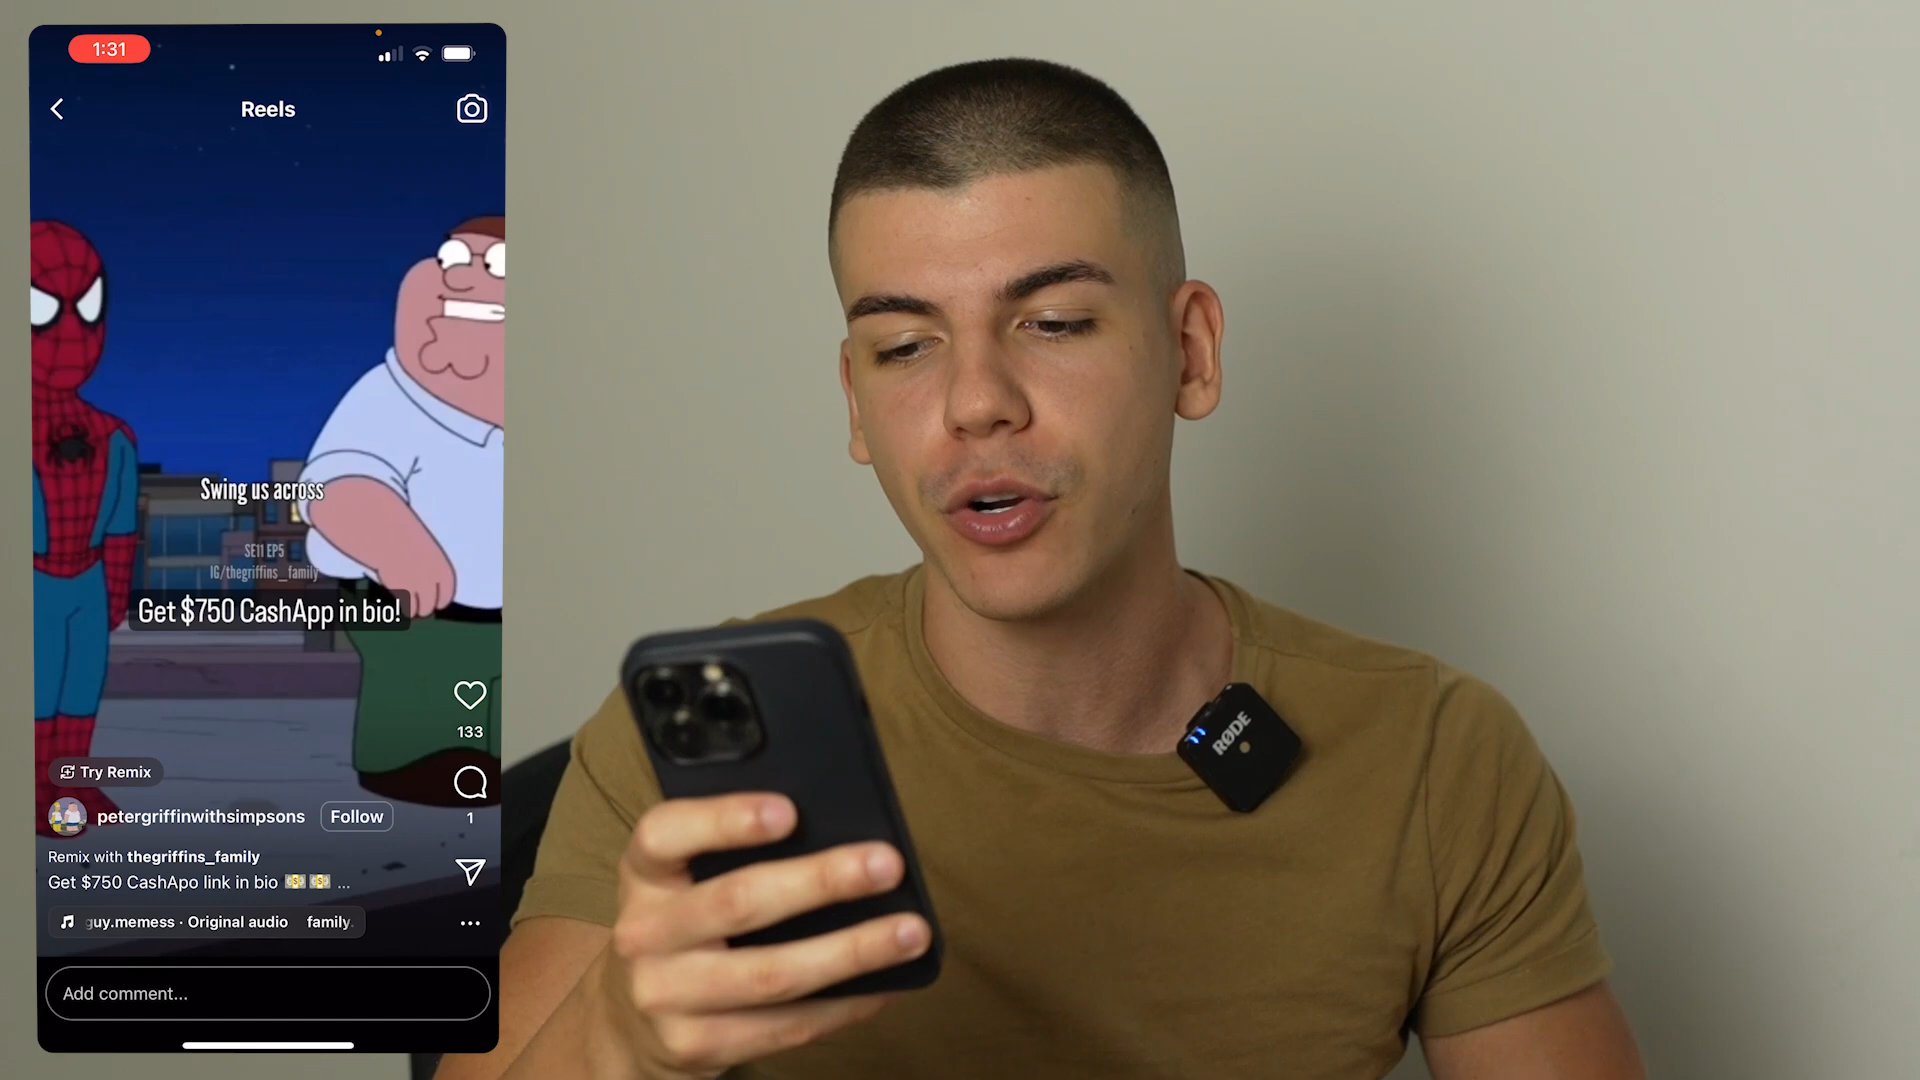 1:31
Reels
Swing us across
SE11 EP5
IG/thegriffins_family
Get $750 CashApp in bio!
133
Try Remix
petergriffinwithsimpsons
Follow
1
Remix with thegriffins_family
Get $750 CashApo link in bio 💵 💵 ...
guy.memess · Original audio family
Add comment...
RØDE